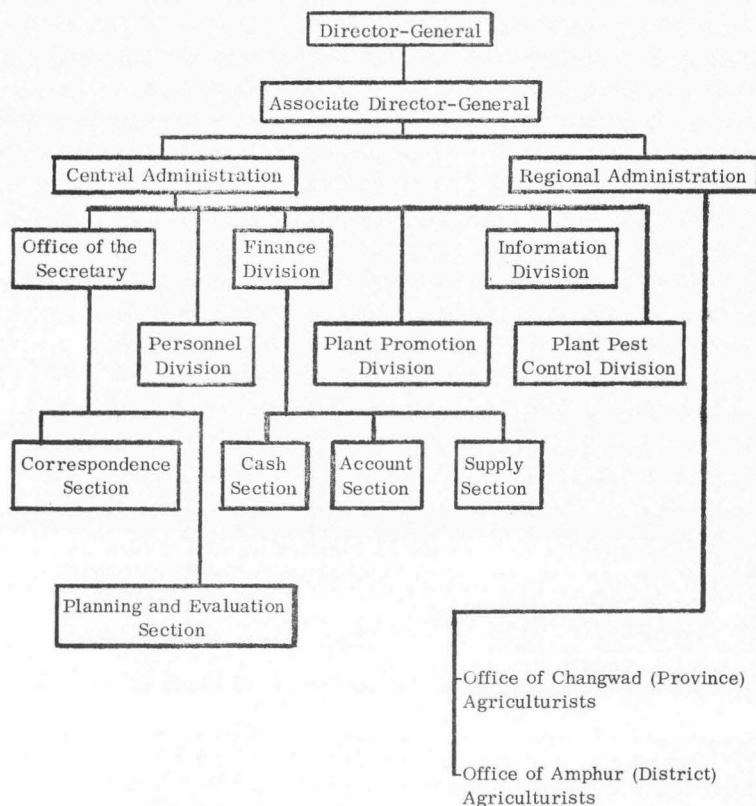 Director-General
Associate Director-General
Central Administration
Regional Administration
Office of the
Secretary
Finance
Division
Information
Division
Personnel
Division
Plant Promotion
Division
Plant Pest
Control Division
Correspondence
Section
Cash
Section
Account
Section
Supply
Section
Planning and Evaluation
Section
Office of Changwad (Province)
Agriculturists
Office of Amphur (District)
Agriculturists